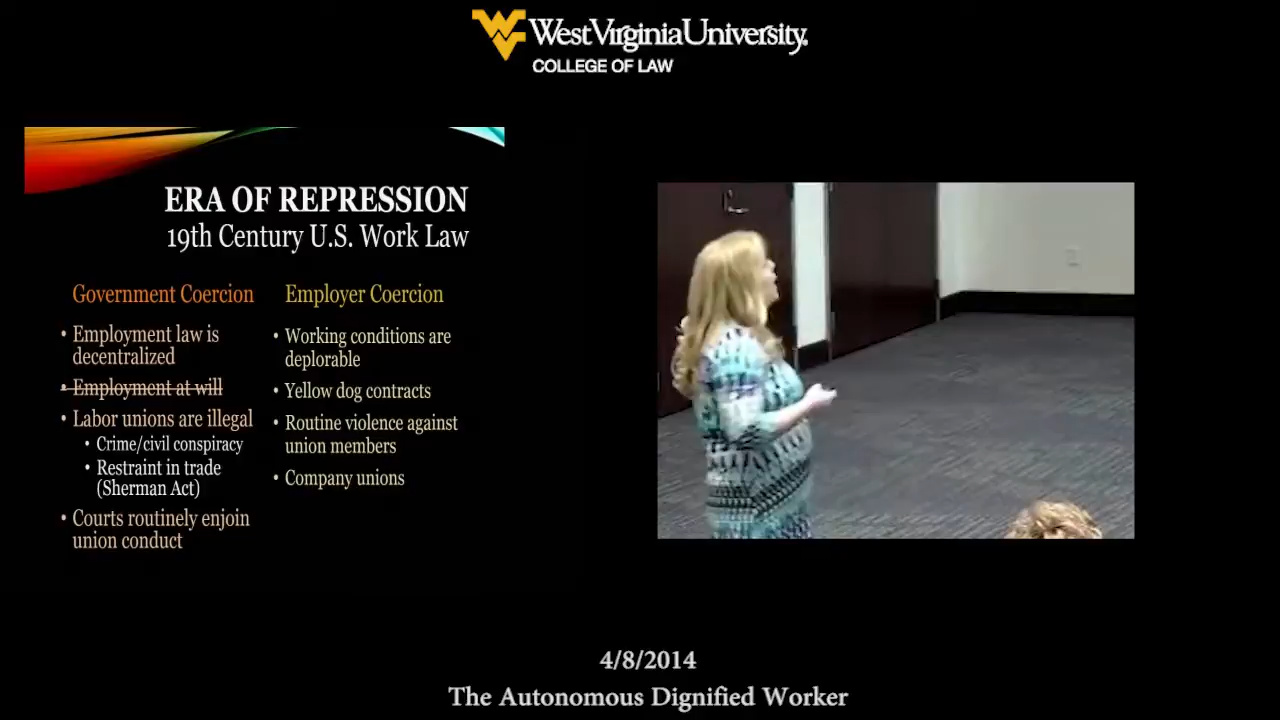 WestVirginiaUniversity.
COLLEGE OF LAW
ERA OF REPRESSION
19th Century U.S. Work Law
Government Coercion
• Employment law is
decentralized
• Employment at will
• Labor unions are illegal
• Crime/civil conspiracy
• Restraint in trade
(Sherman Act)
• Courts routinely enjoin
union conduct
Employer Coercion
• Working conditions are
deplorable
• Yellow dog contracts
• Routine violence against
union members
• Company unions
4/8/2014
The Autonomous Dignified Worker